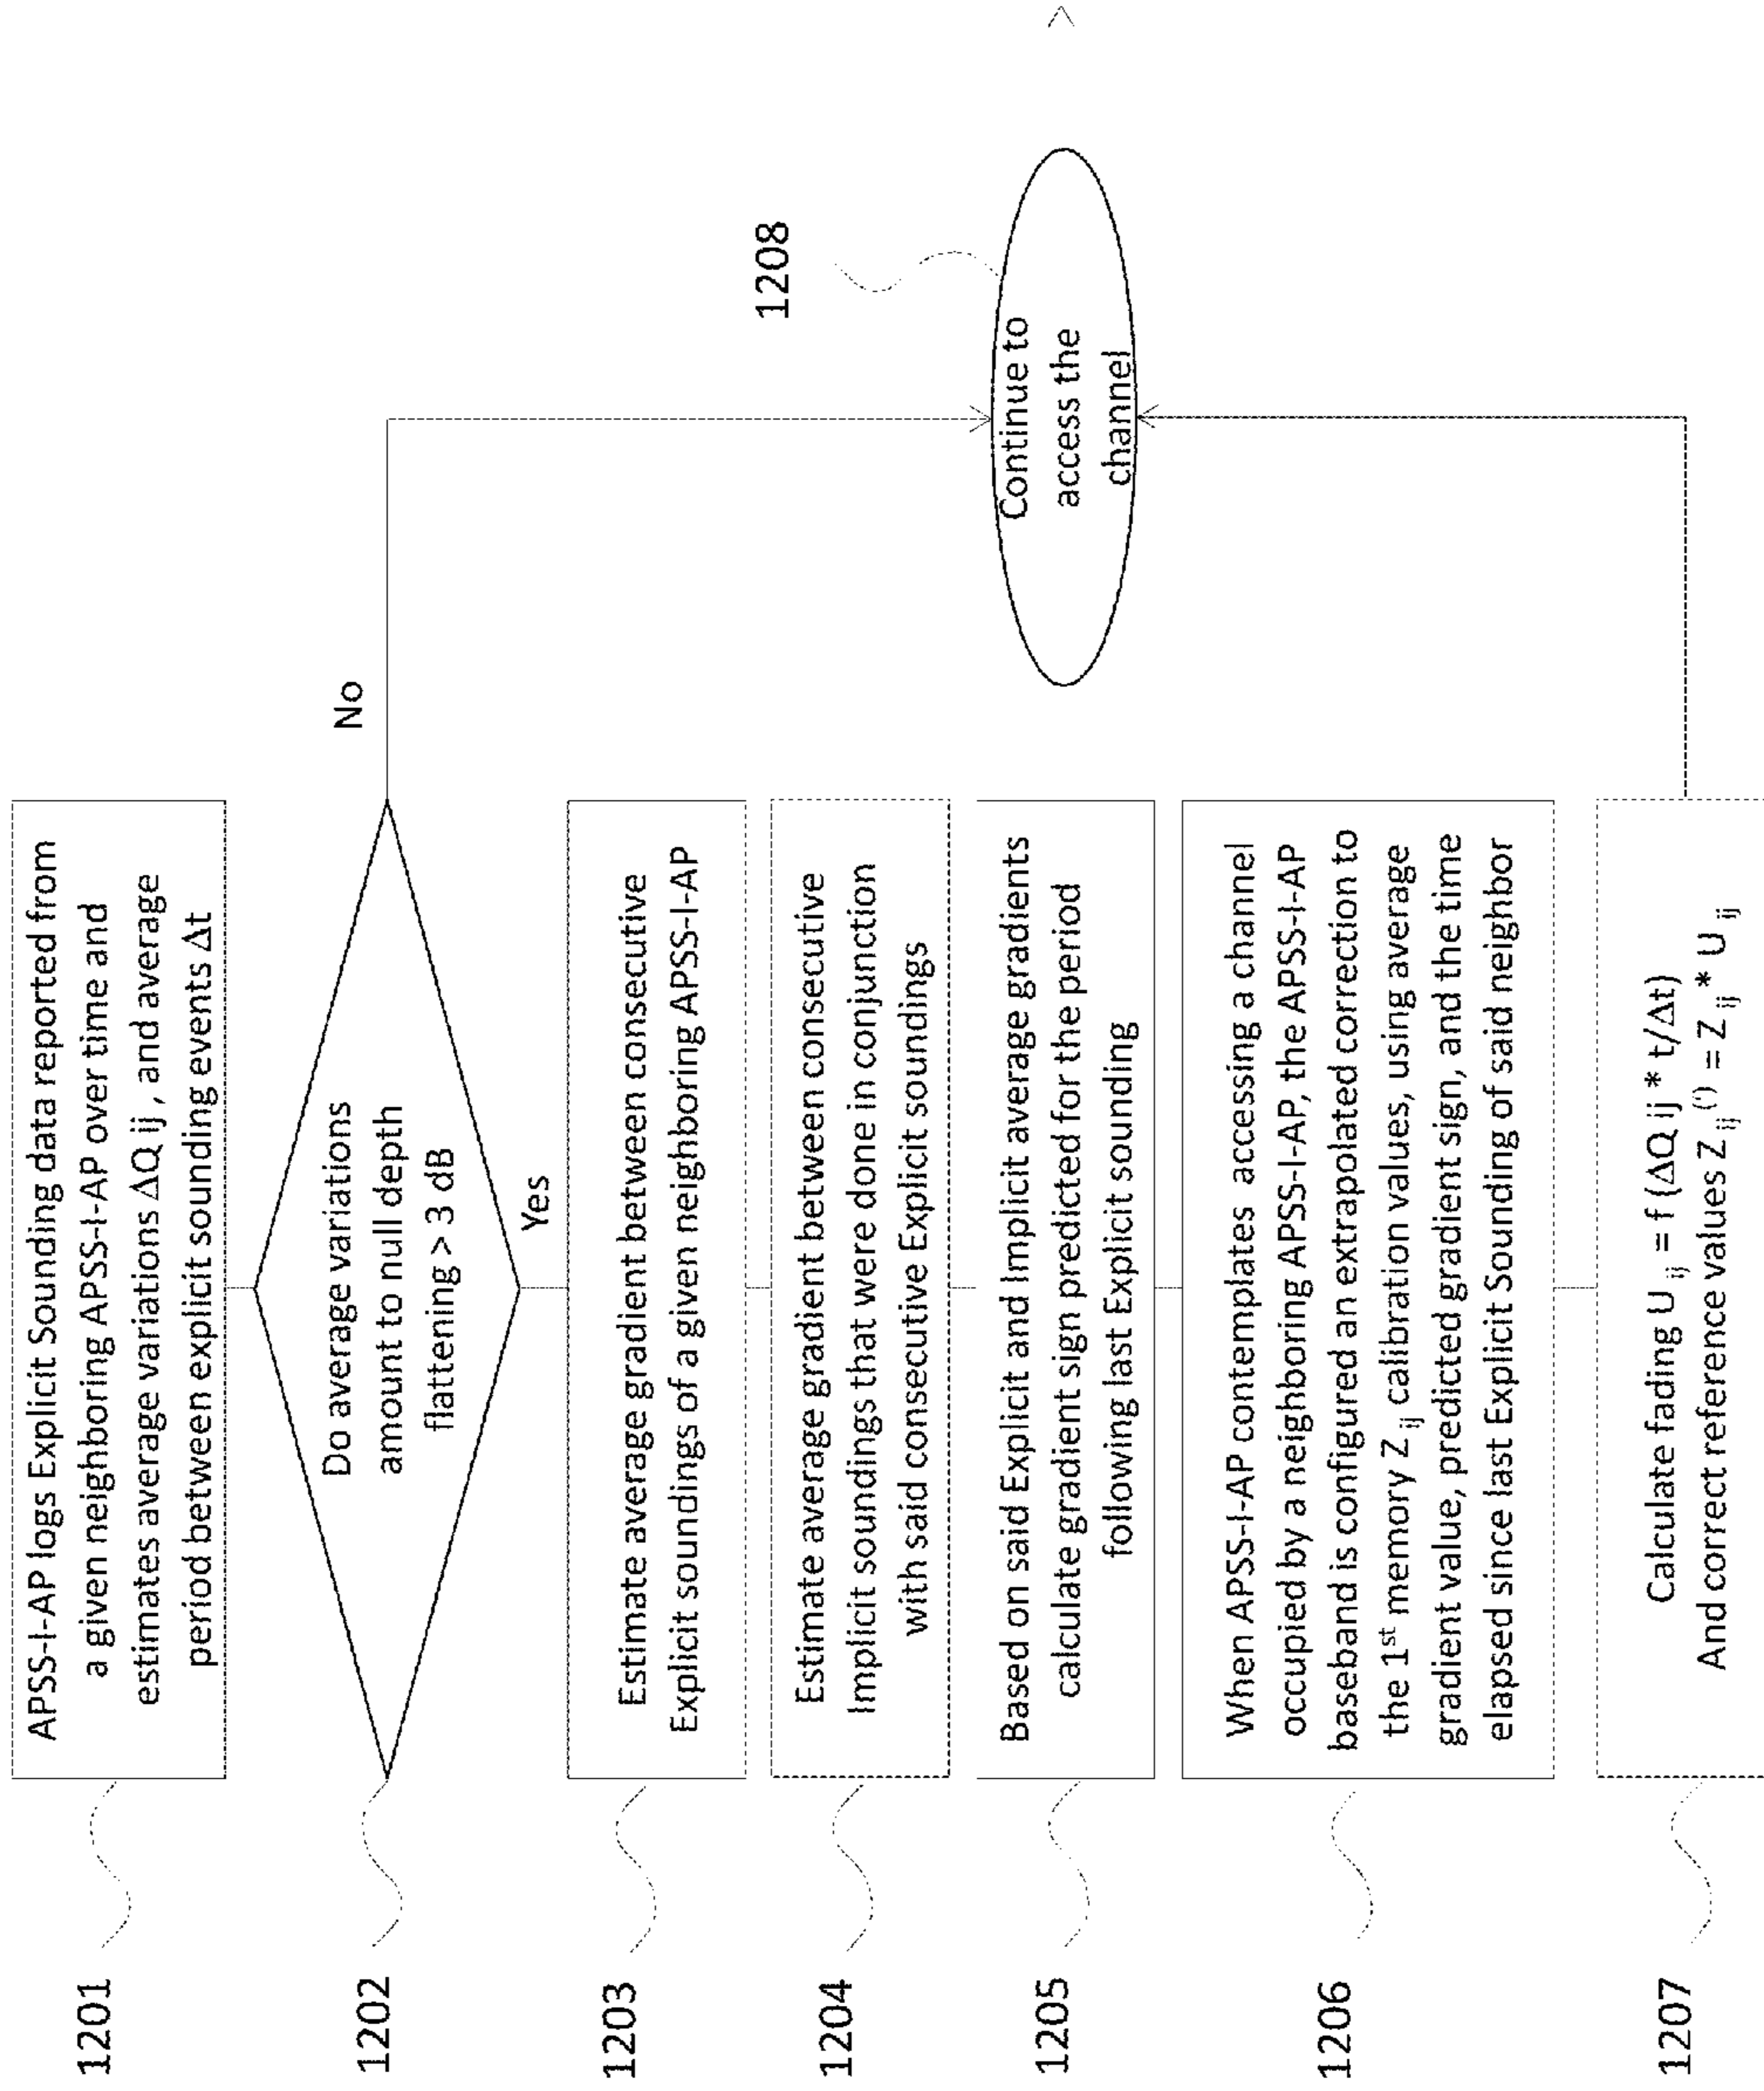 1201
APSS-I-AP logs Explicit Sounding data reported from
a given neighboring APSS-I-AP over time and
estimates average variations ΔQ ij, and average
period between explicit sounding events Δt
1202
Do average variations
amount to null depth
flattening > 3 dB
No
Yes
1203
Estimate average gradient between consecutive
Explicit soundings of a given neighboring APSS-I-AP
1204
Estimate average gradient between consecutive
Implicit soundings that were done in conjunction
with said consecutive Explicit soundings
1205
Based on said Explicit and Implicit average gradients
calculate gradient sign predicted for the period
following last Explicit sounding
1206
When APSS-I-AP contemplates accessing a channel
occupied by a neighboring APSS-I-AP, the APSS-I-AP
baseband is configured an extrapolated correction to
the 1st memory Z ij calibration values, using average
gradient value, predicted gradient sign, and the time
elapsed since last Explicit Sounding of said neighbor
1207
Calculate fading U ij = f (ΔQ ij * t/Δt)
And correct reference values Z ij (') = Z ij * U ij
1208
Continue to
access the
channel